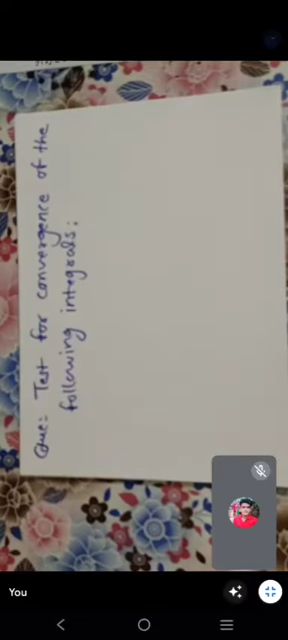 Que:- Test for convergence of the
following integrals:
You